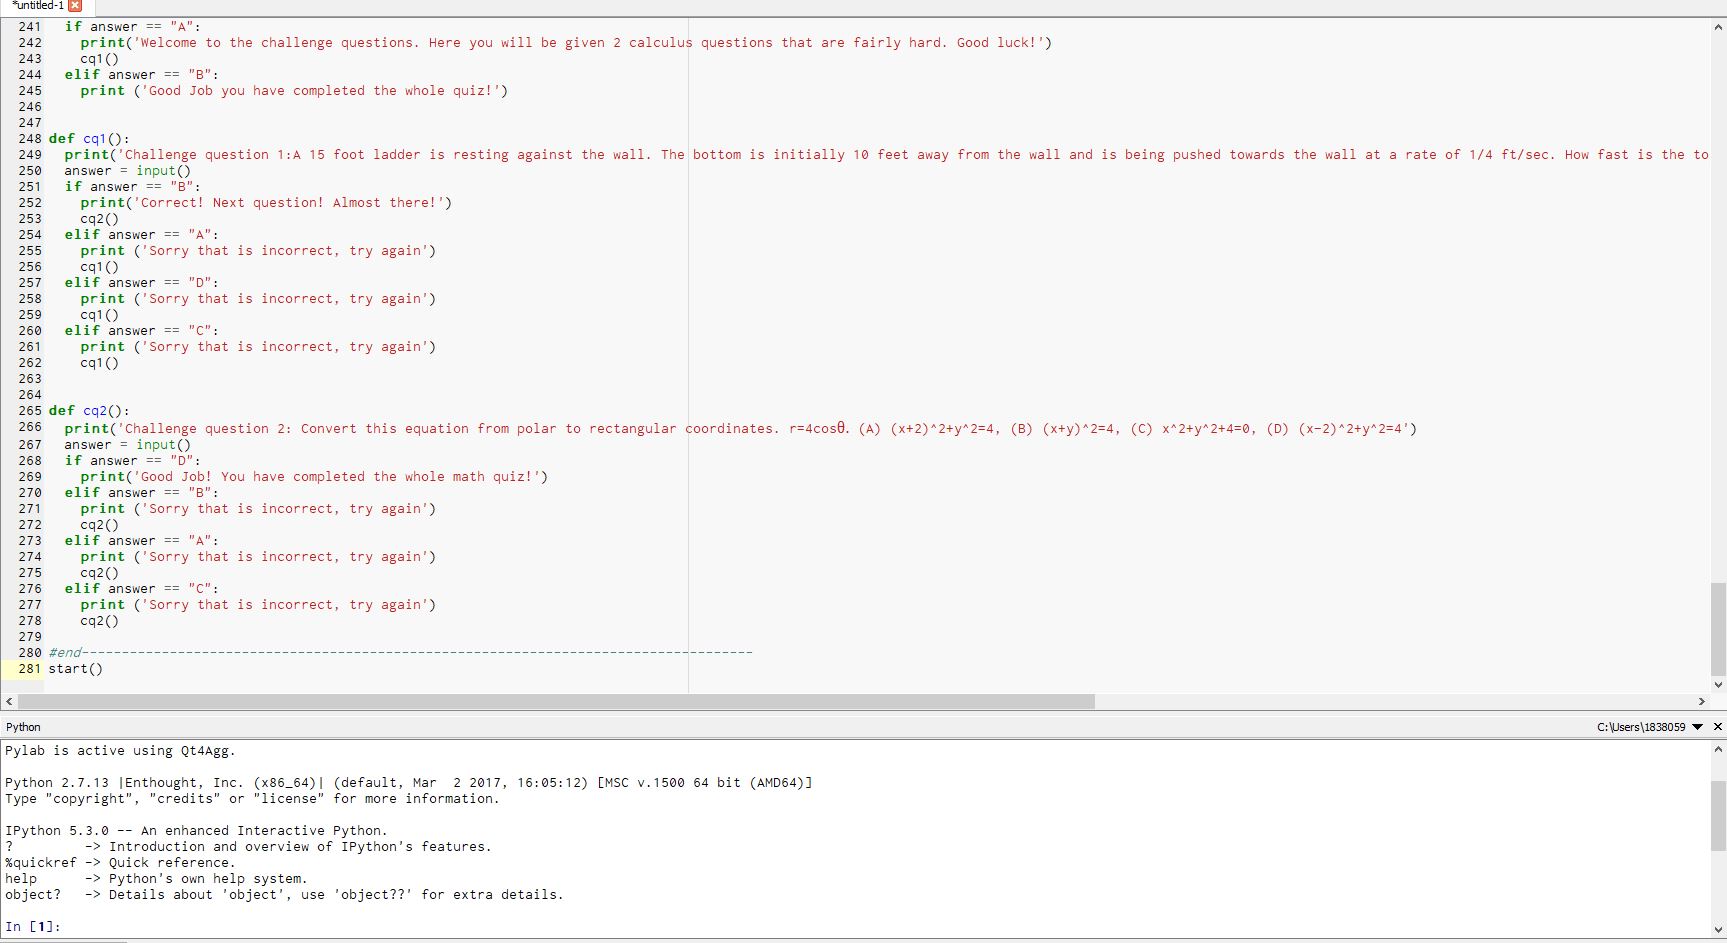 *untitled-1
241 if answer == "A":
242 print('Welcome to the challenge questions. Here you will be given 2 calculus questions that are fairly hard. Good luck!')
243 cq1()
244 elif answer == "B":
245 print ('Good Job you have completed the whole quiz!')
246
247
248 def cq1():
249 print('Challenge question 1:A 15 foot ladder is resting against the wall. The bottom is initially 10 feet away from the wall and is being pushed towards the wall at a rate of 1/4 ft/sec. How fast is the to
250 answer = input()
251 if answer == "B":
252 print('Correct! Next question! Almost there!')
253 cq2()
254 elif answer == "A":
255 print ('Sorry that is incorrect, try again')
256 cq1()
257 elif answer == "D":
258 print ('Sorry that is incorrect, try again')
259 cq1()
260 elif answer == "C":
261 print ('Sorry that is incorrect, try again')
262 cq1()
263
264
265 def cq2():
266 print('Challenge question 2: Convert this equation from polar to rectangular coordinates. r=4cosθ. (A) (x+2)^2+y^2=4, (B) (x+y)^2=4, (C) x^2+y^2+4=0, (D) (x-2)^2+y^2=4')
267 answer = input()
268 if answer == "D":
269 print('Good Job! You have completed the whole math quiz!')
270 elif answer == "B":
271 print ('Sorry that is incorrect, try again')
272 cq2()
273 elif answer == "A":
274 print ('Sorry that is incorrect, try again')
275 cq2()
276 elif answer == "C":
277 print ('Sorry that is incorrect, try again')
278 cq2()
279
280 #end------------------------------------------------------------------------------------
281 start()
Python C:\Users\1838059
Pylab is active using Qt4Agg.
Python 2.7.13 |Enthought, Inc. (x86_64)| (default, Mar  2 2017, 16:05:12) [MSC v.1500 64 bit (AMD64)]
Type "copyright", "credits" or "license" for more information.
IPython 5.3.0 -- An enhanced Interactive Python.
? -> Introduction and overview of IPython's features.
%quickref -> Quick reference.
help -> Python's own help system.
object? -> Details about 'object', use 'object??' for extra details.
In [1]: